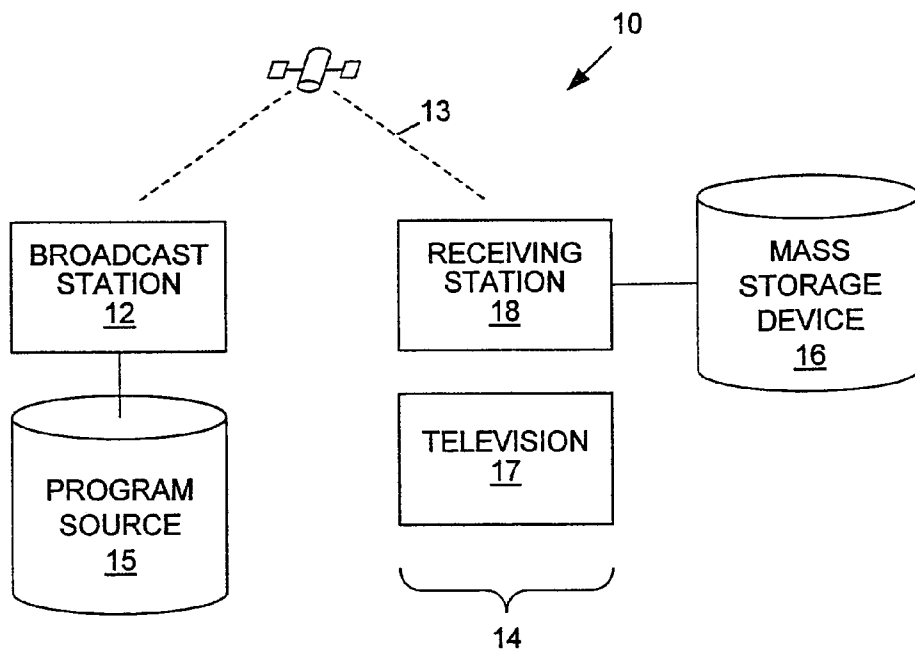 10
13
BROADCAST
STATION
12
RECEIVING
STATION
18
MASS
STORAGE
DEVICE
16
PROGRAM
SOURCE
15
TELEVISION
17
14